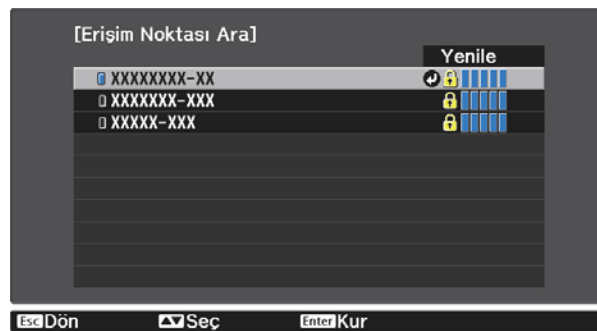 [Erişim Noktası Ara]
Yenile
XXXXXXXX-XX
XXXXXXX-XXX
XXXXX-XXX
Esc Dön Seç Enter Kur